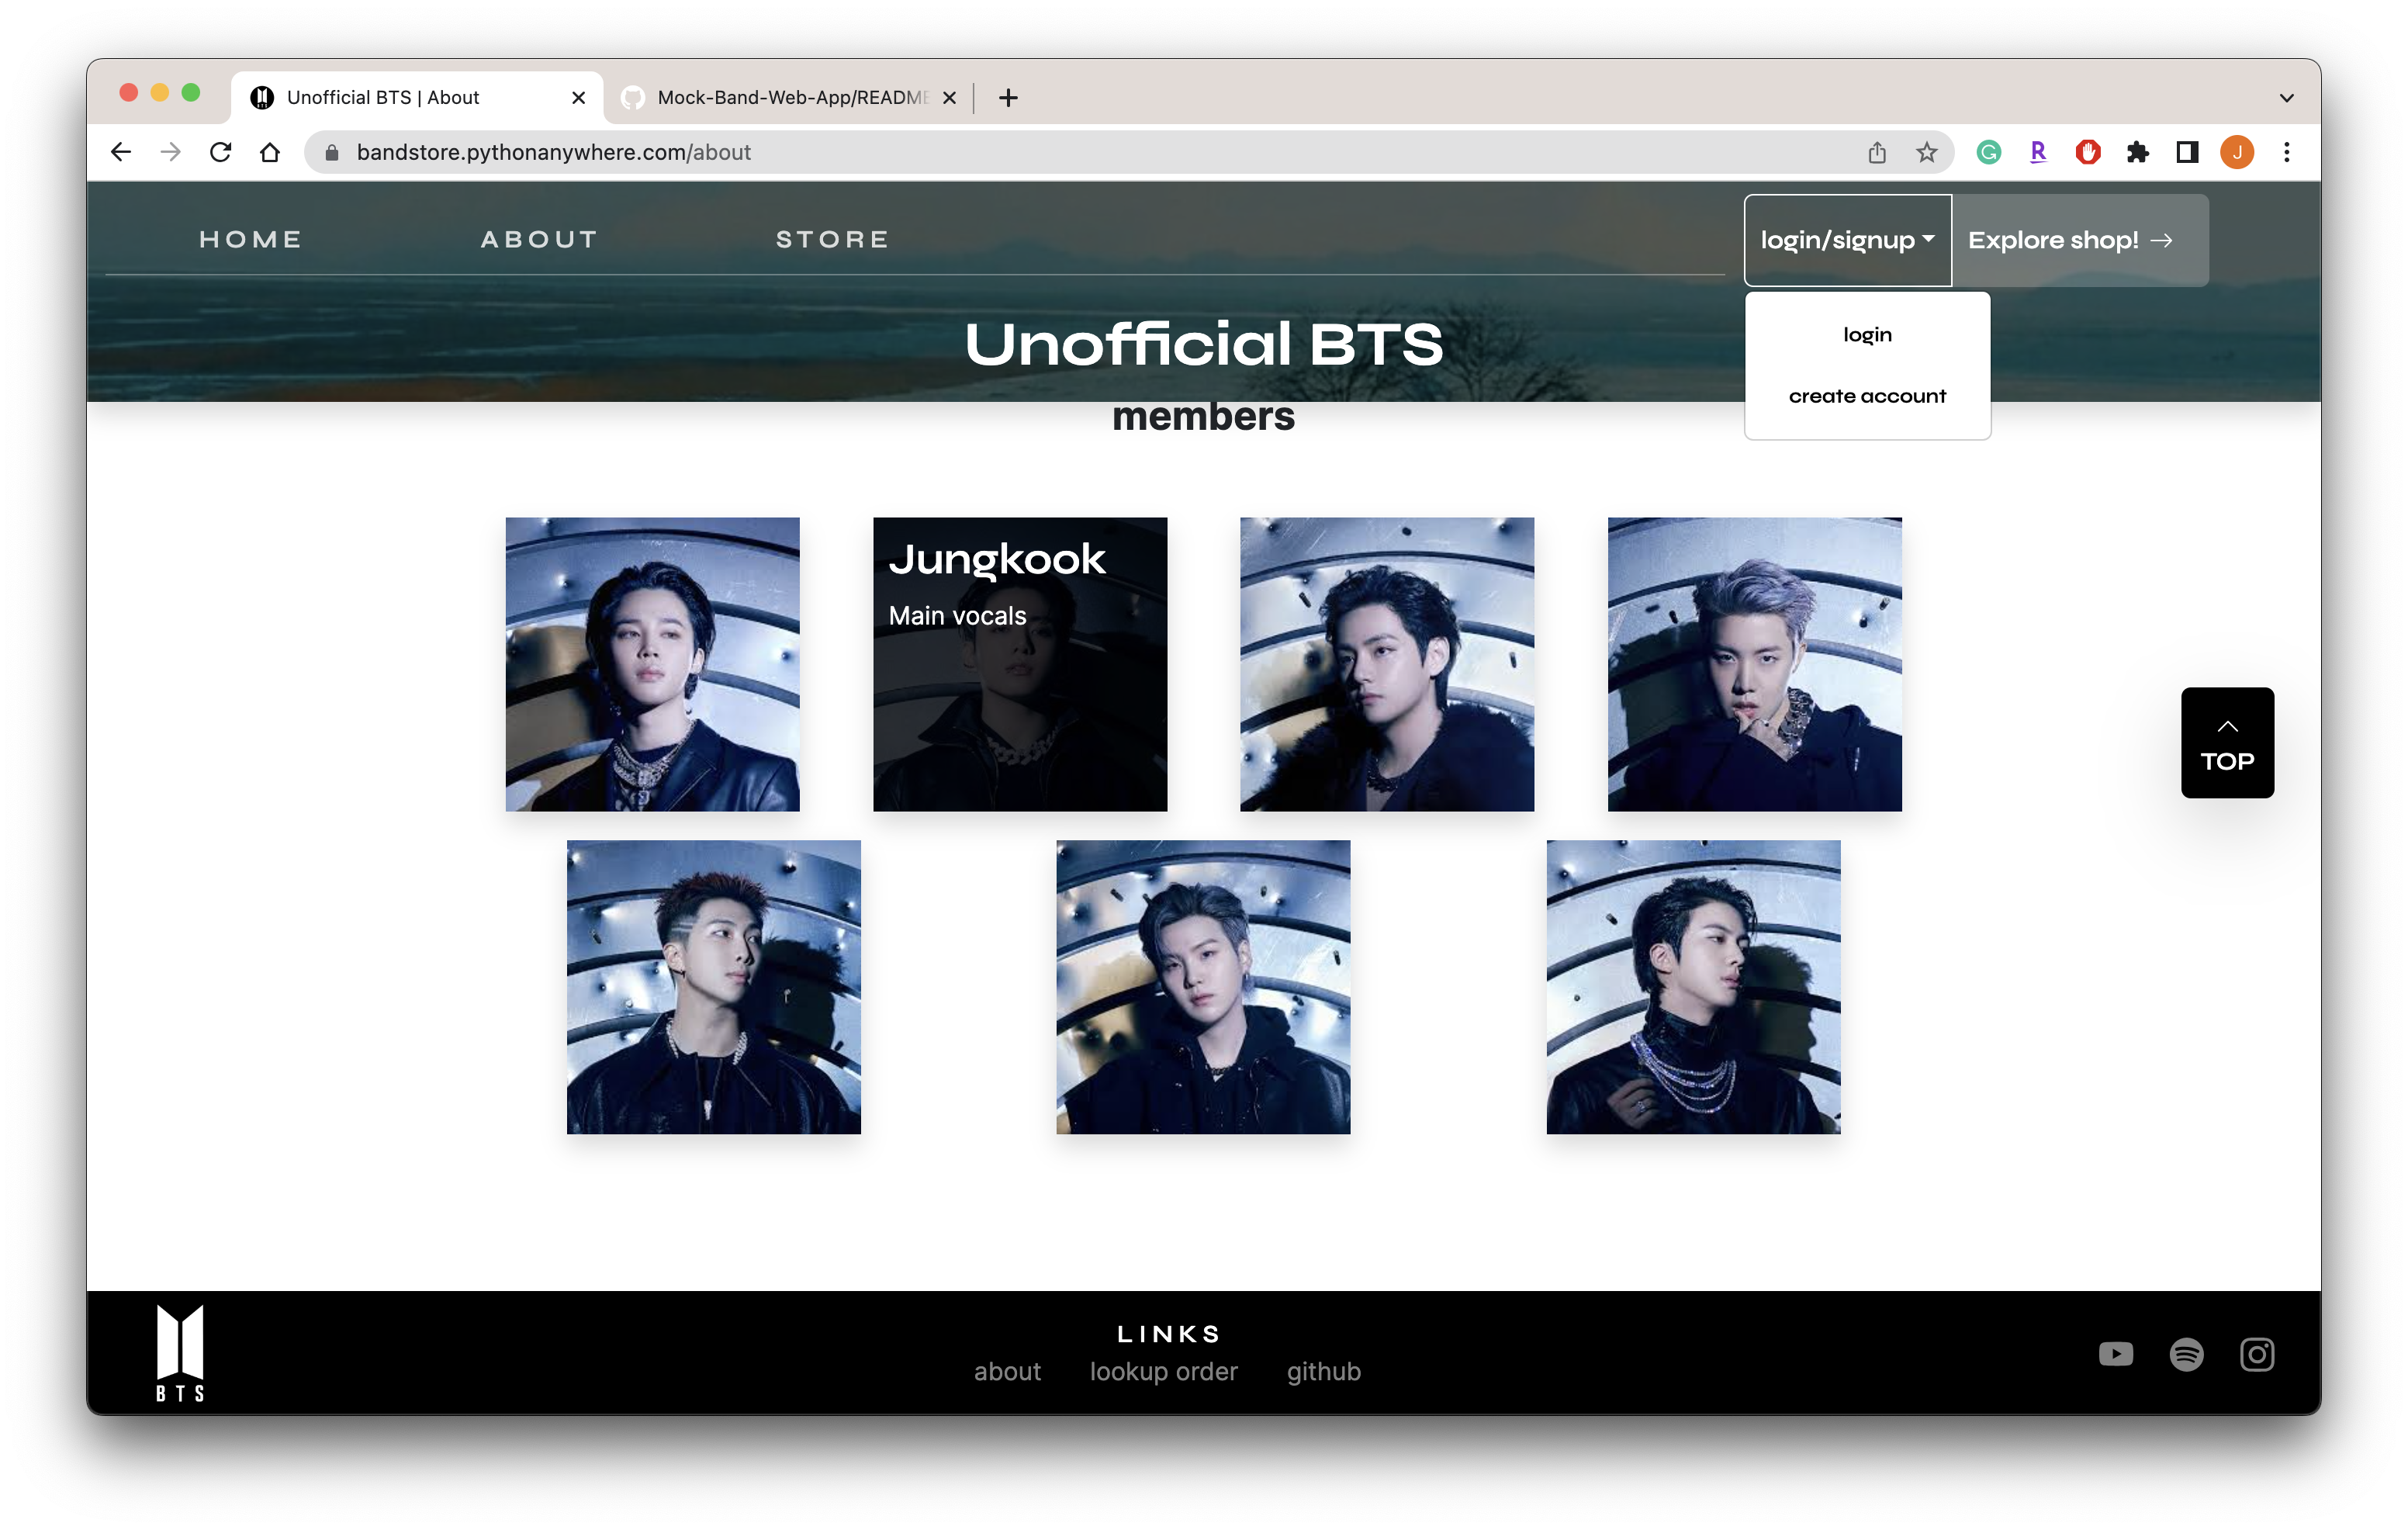 Unofficial BTS | About
Mock-Band-Web-App/README
bandstore.pythonanywhere.com/about
J
HOME
ABOUT
STORE
login/signup
Explore shop! →
login
create account
Unofficial BTS
members
Jungkook
Main vocals
TOP
BTS
LINKS
about
lookup order
github